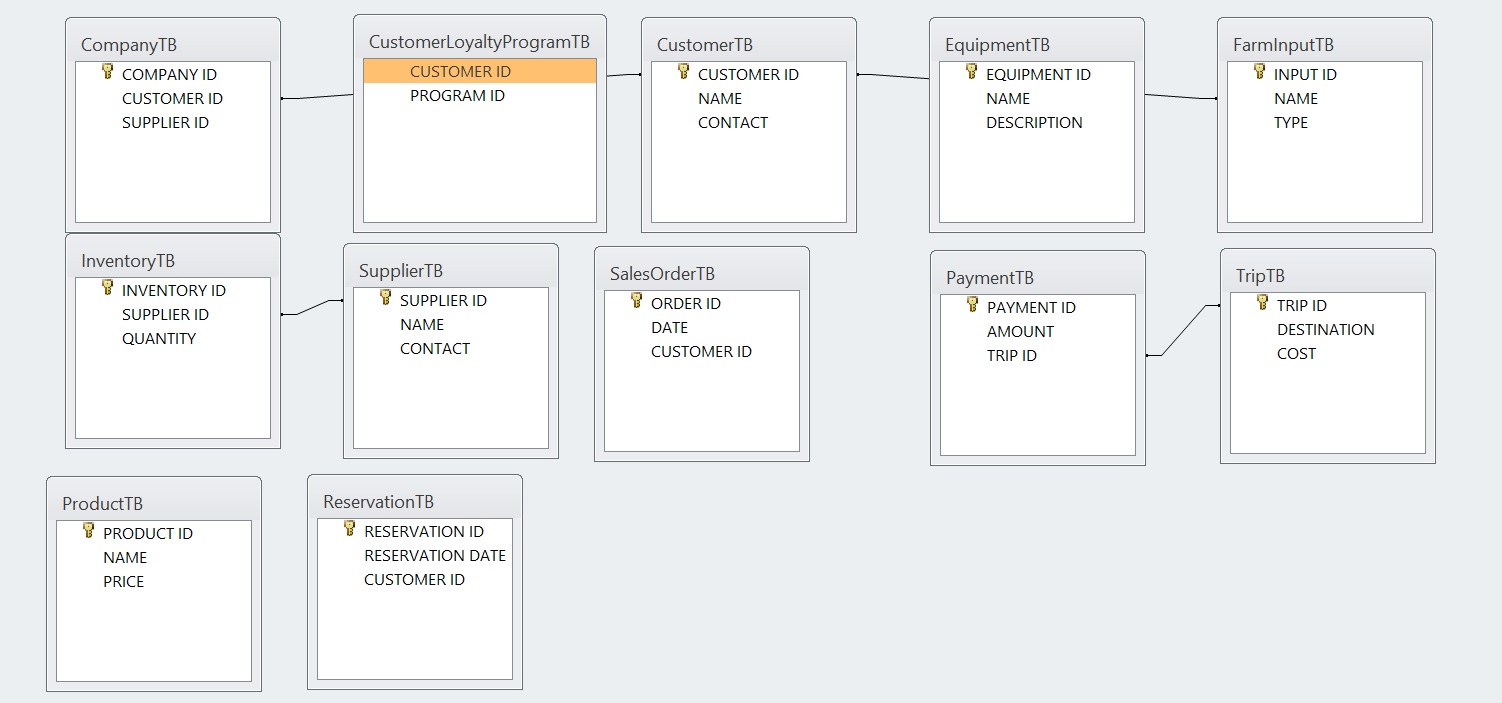 CompanyTB
COMPANY ID
CUSTOMER ID
SUPPLIER ID
CustomerLoyaltyProgramTB
CUSTOMER ID
PROGRAM ID
CustomerTB
CUSTOMER ID
NAME
CONTACT
EquipmentTB
EQUIPMENT ID
NAME
DESCRIPTION
FarmInputTB
INPUT ID
NAME
TYPE
InventoryTB
INVENTORY ID
SUPPLIER ID
QUANTITY
SupplierTB
SUPPLIER ID
NAME
CONTACT
SalesOrderTB
ORDER ID
DATE
CUSTOMER ID
PaymentTB
PAYMENT ID
AMOUNT
TRIP ID
TripTB
TRIP ID
DESTINATION
COST
ProductTB
PRODUCT ID
NAME
PRICE
ReservationTB
RESERVATION ID
RESERVATION DATE
CUSTOMER ID